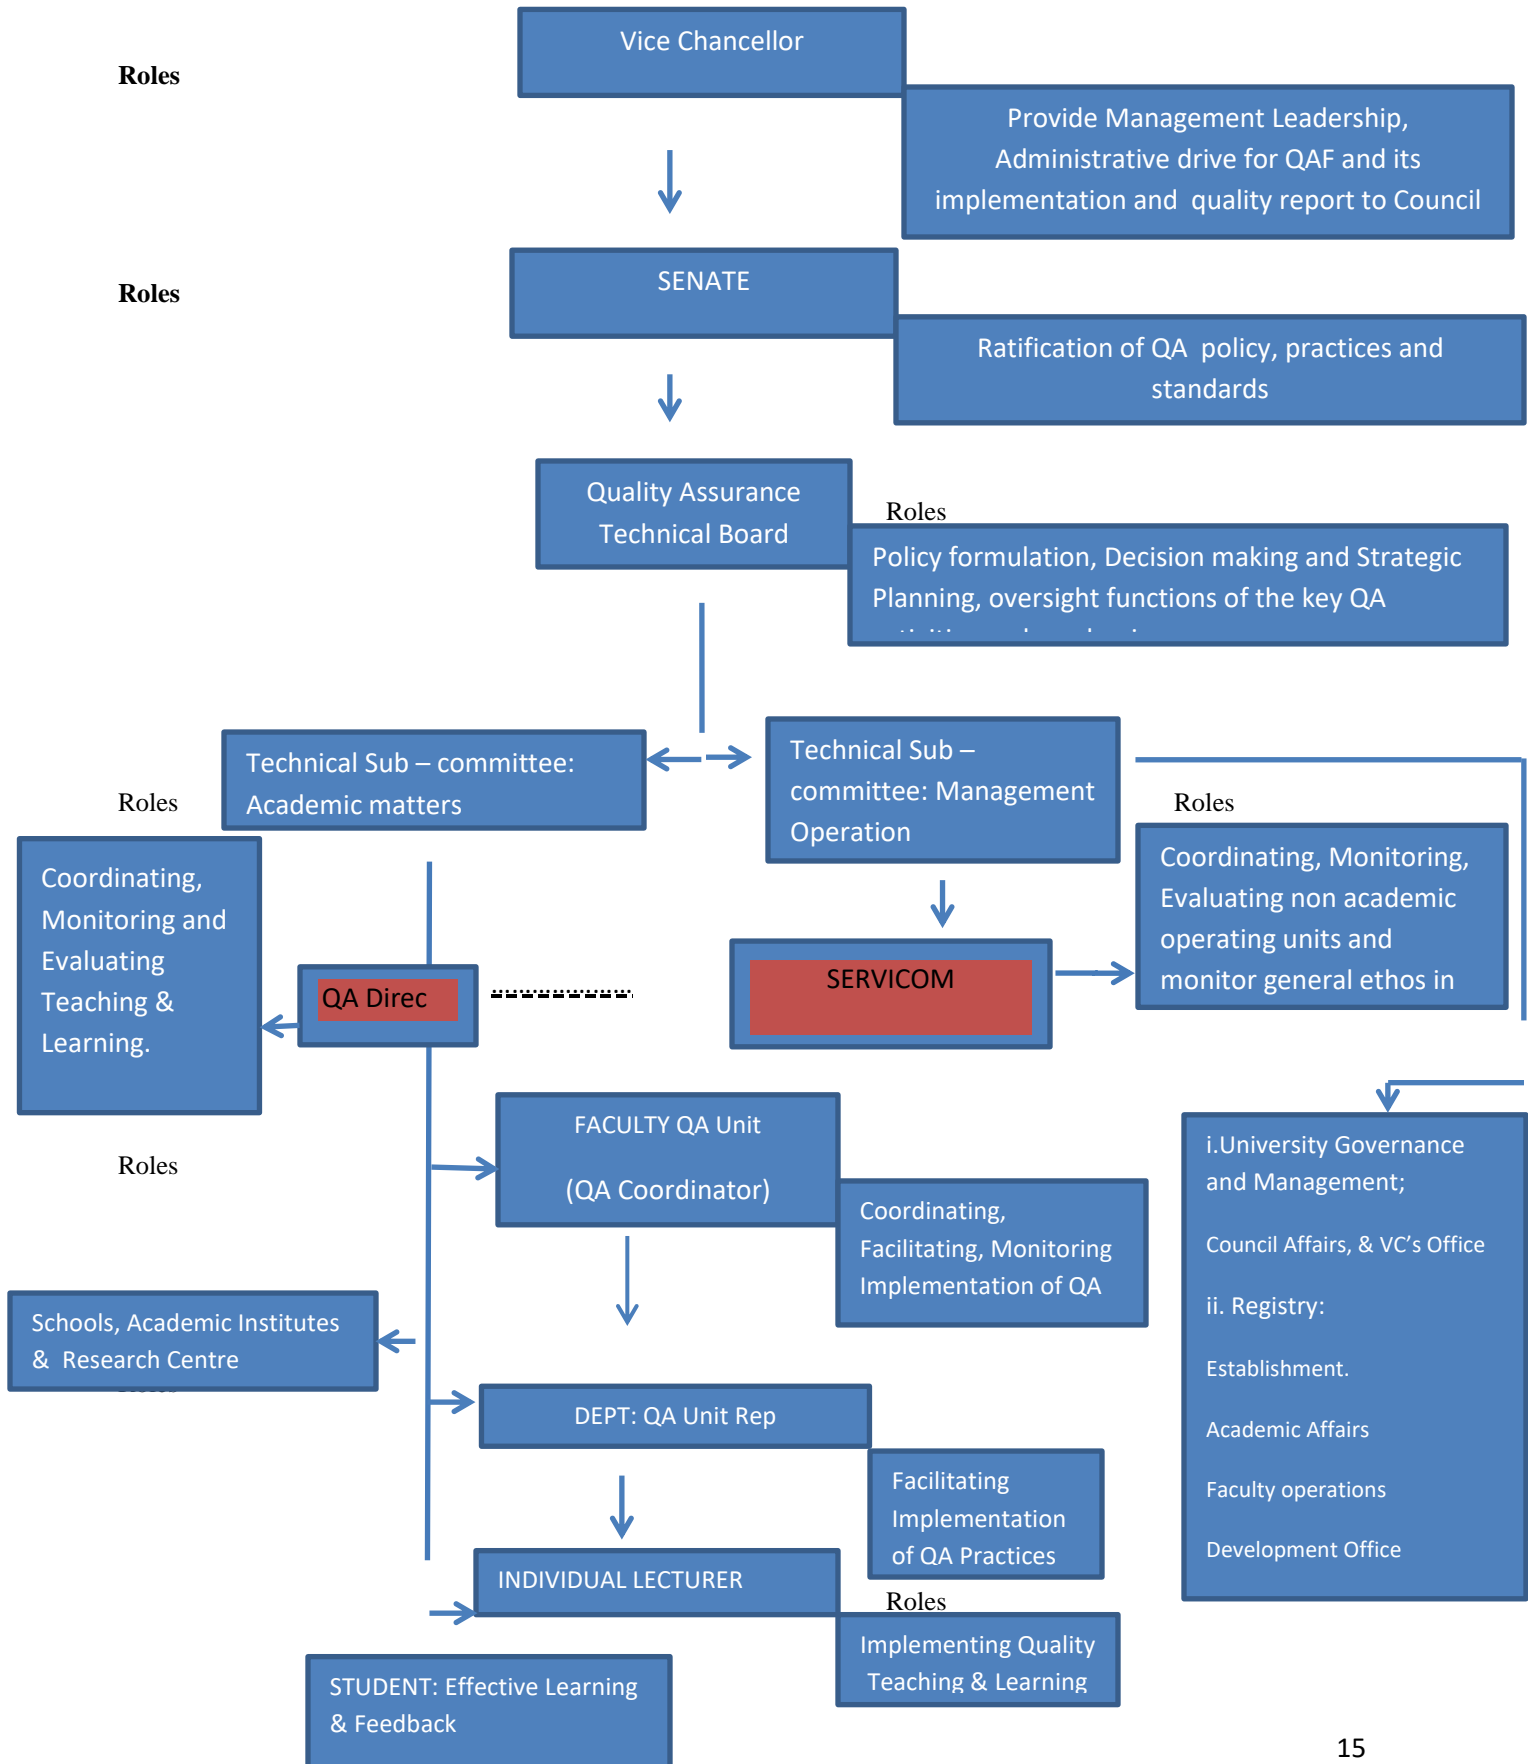 Vice Chancellor
Roles
Provide Management Leadership,
Administrative drive for QAF and its
implementation and quality report to Council
SENATE
Roles
Ratification of QA policy, practices and
standards
Quality Assurance
Technical Board
Roles
Policy formulation, Decision making and Strategic
Planning, oversight functions of the key QA
Technical Sub – committee:
Academic matters
Technical Sub –
committee: Management
Operation
Roles
Roles
Coordinating,
Monitoring and
Evaluating
Teaching &
Learning.
Coordinating, Monitoring,
Evaluating non academic
operating units and
monitor general ethos in
QA Direc
SERVICOM
FACULTY QA Unit
(QA Coordinator)
Roles
Coordinating,
Facilitating, Monitoring
Implementation of QA
i.University Governance
and Management;
Council Affairs, & VC's Office
ii. Registry:
Establishment.
Academic Affairs
Faculty operations
Development Office
Schools, Academic Institutes
& Research Centre
DEPT: QA Unit Rep
Facilitating
Implementation
of QA Practices
INDIVIDUAL LECTURER
Roles
Implementing Quality
Teaching & Learning
STUDENT: Effective Learning
& Feedback
15